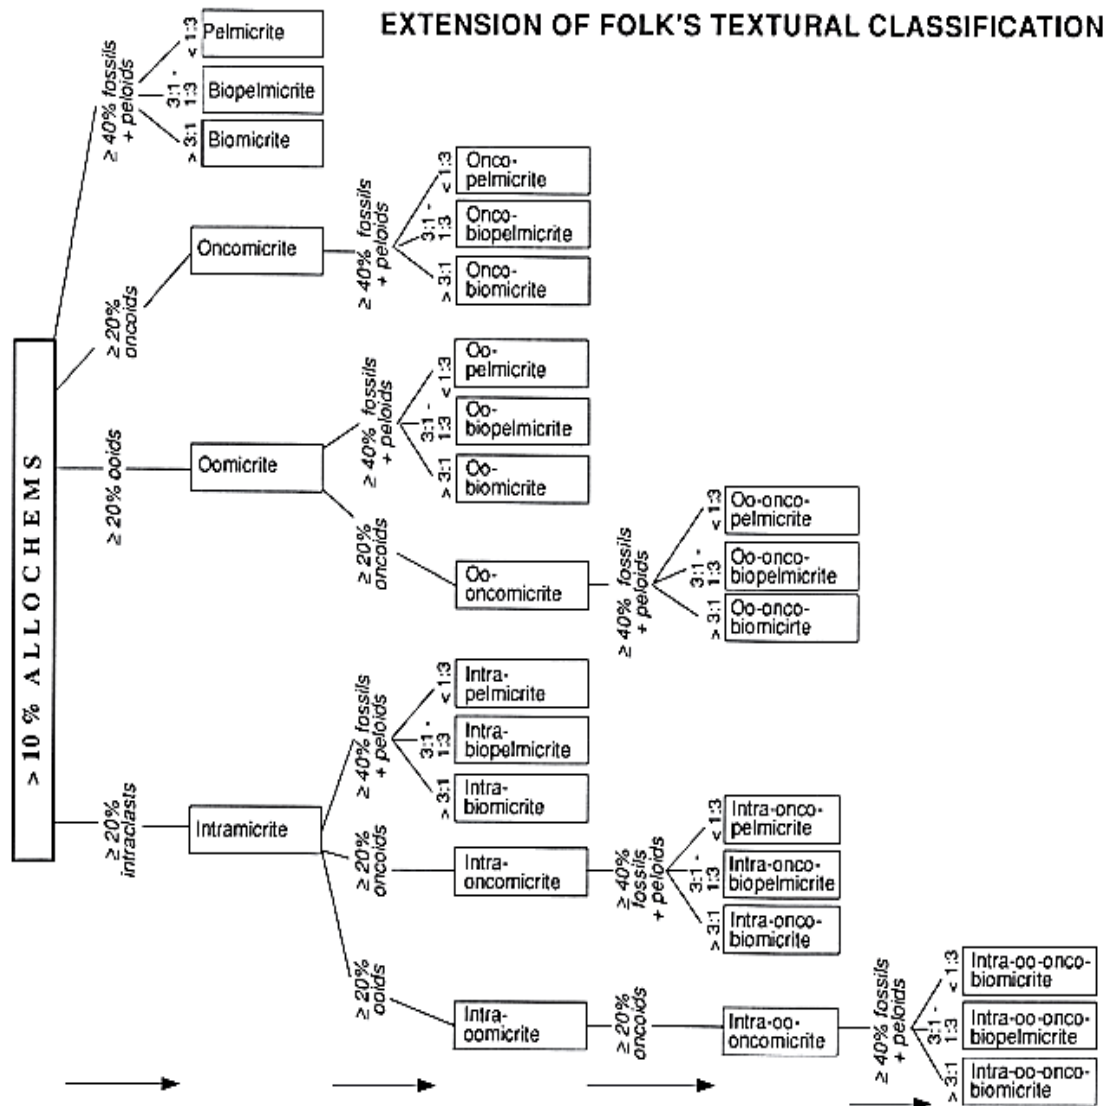 EXTENSION OF FOLK'S TEXTURAL CLASSIFICATION
> 10 % ALLOCHEMS
≥ 40% fossils
+ peloids
< 1:3
Pelmicrite
3:1 -
1:3
Biopelmicrite
> 3:1
Biomicrite
≥ 20%
oncoids
Oncomicrite
≥ 40% fossils
+ peloids
< 1:3
Onco-
pelmicrite
3:1 -
1:3
Onco-
biopelmicrite
> 3:1
Onco-
biomicrite
≥ 20% ooids
Oomicrite
≥ 40% fossils
+ peloids
< 1:3
Oo-
pelmicrite
3:1 -
1:3
Oo-
biopelmicrite
> 3:1
Oo-
biomicrite
≥ 20%
oncoids
Oo-
oncomicrite
≥ 40% fossils
+ peloids
< 1:3
Oo-onco-
pelmicrite
3:1 -
1:3
Oo-onco-
biopelmicrite
> 3:1
Oo-onco-
biomicirte
≥ 20%
intraclasts
Intramicrite
≥ 40% fossils
+ peloids
< 1:3
Intra-
pelmicrite
3:1 -
1:3
Intra-
biopelmicrite
> 3:1
Intra-
biomicrite
≥ 20%
oncoids
Intra-
oncomicrite
≥ 40%
fossils
+ peloids
< 1:3
Intra-onco-
pelmicrite
3:1 -
1:3
Intra-onco-
biopelmicrite
> 3:1
Intra-onco-
biomicrite
≥ 20%
ooids
Intra-
oomicrite
≥ 20%
oncoids
Intra-oo-
oncomicrite
≥ 40% fossils
+ peloids
< 1:3
Intra-oo-onco-
biomicrite
3:1 -
1:3
Intra-oo-onco-
biopelmicrite
> 3:1
Intra-oo-onco-
biomicrite